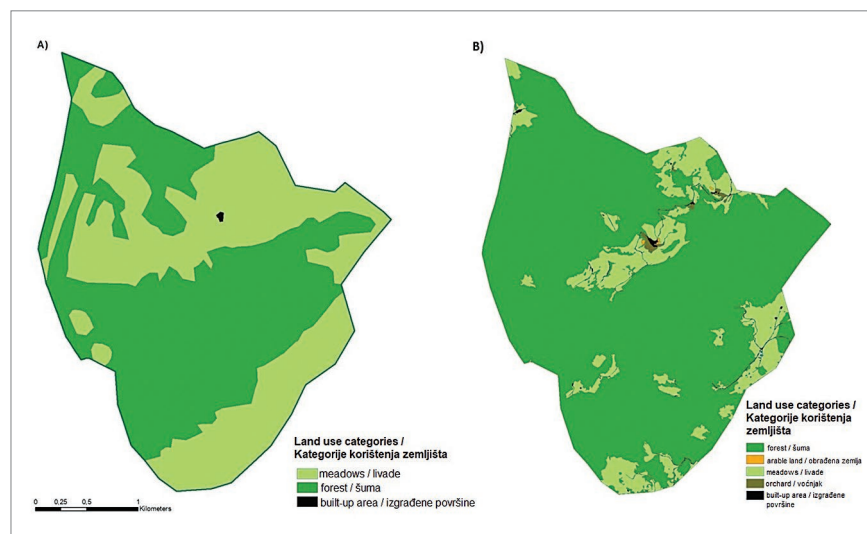 A)
Land use categories /
Kategorije korištenja zemljišta
meadows / livade
forest / šuma
built-up area / izgrađene površine
0 0,25 0,5 1
Kilometers
B)
Land use categories /
Kategorije korištenja
zemljišta
forest / šuma
arable land / obrađena zemlja
meadows / livade
orchard / voćnjak
built-up area / izgrađene
površine